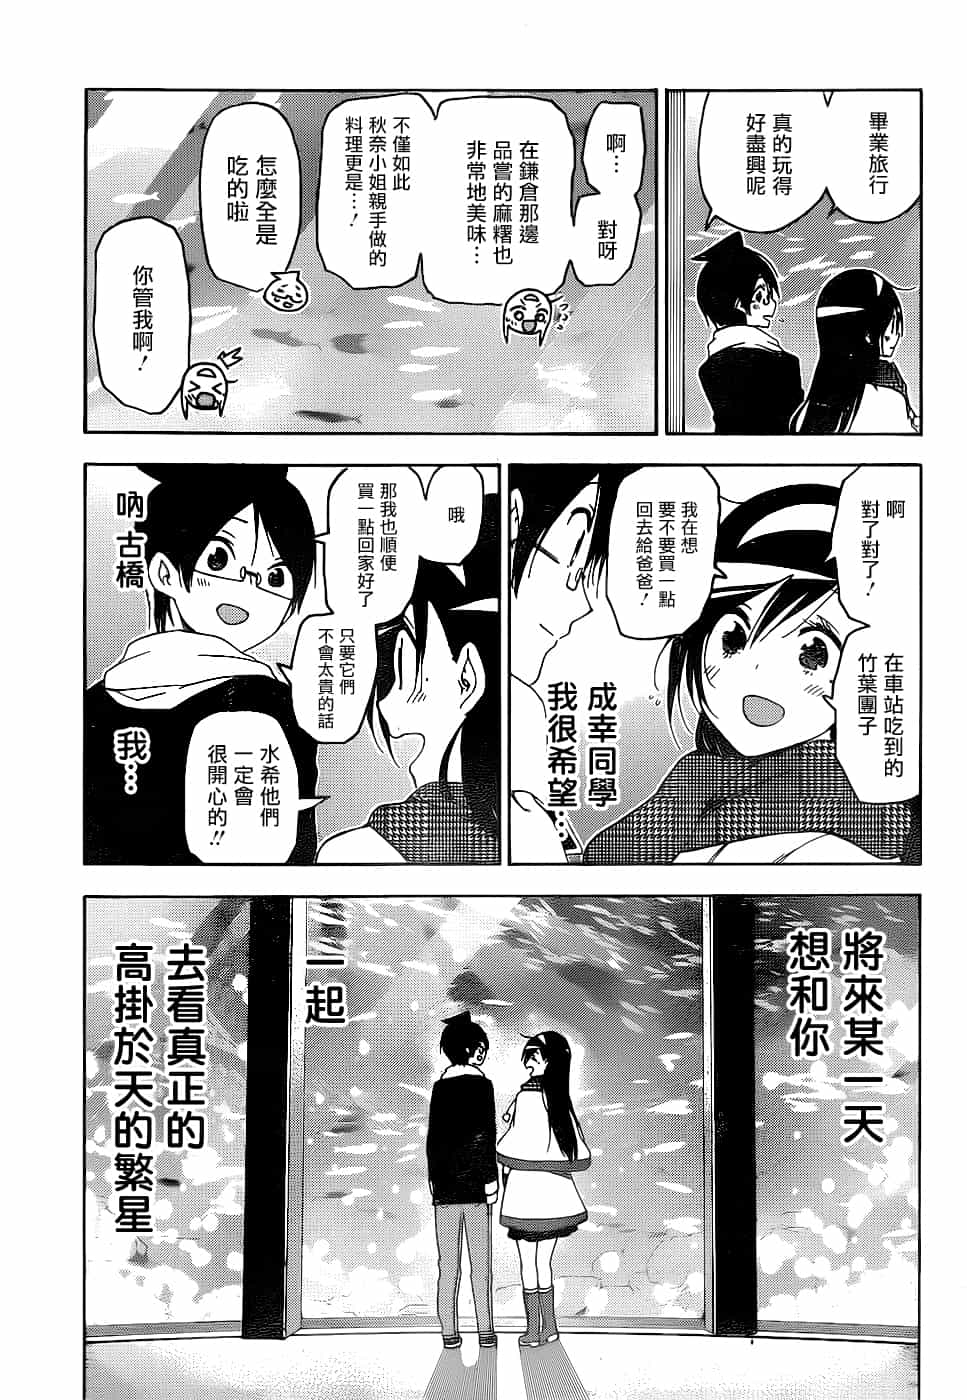 畢業旅行
真的玩得
好盡興呢
啊…
對呀
在鎌倉那邊
品嘗的麻糬也
非常地美味…
不僅如此
秋奈小姐親手做的
料理更是…!
怎麼全是
吃的啦
你管我啊!
啊
對了對了!
在車站吃到的
竹葉團子
我在想
要不要買一點
回去給爸爸!
成幸同學
我很希望…
哦
那我也順便
買一點回家好了
只要它們
不會太貴的話
水希他們
一定會
很開心的!!
吶 古橋
我…
將來某一天
想和你
一起
去看真正的
高掛於天的繁星